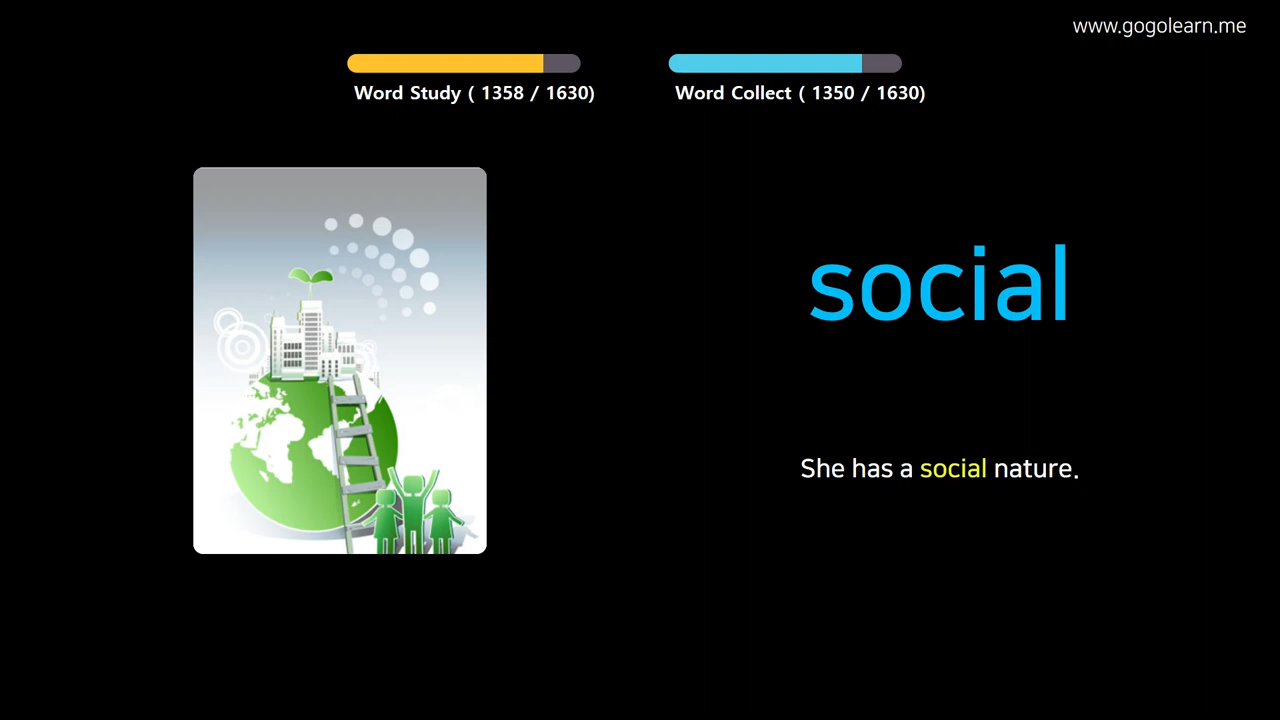 www.gogolearn.me
Word Study ( 1358 / 1630)
Word Collect ( 1350 / 1630)
social
She has a social nature.